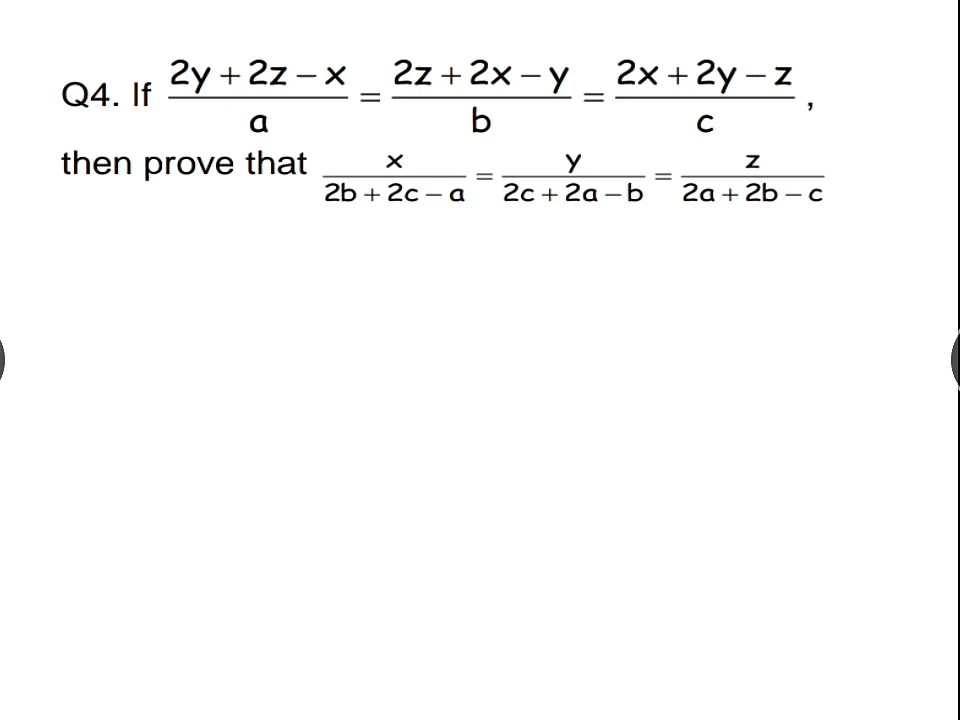 Q4. If (2y + 2z − x)/a = (2z + 2x − y)/b = (2x + 2y − z)/c ,
then prove that x/(2b + 2c − a) = y/(2c + 2a − b) = z/(2a + 2b − c)